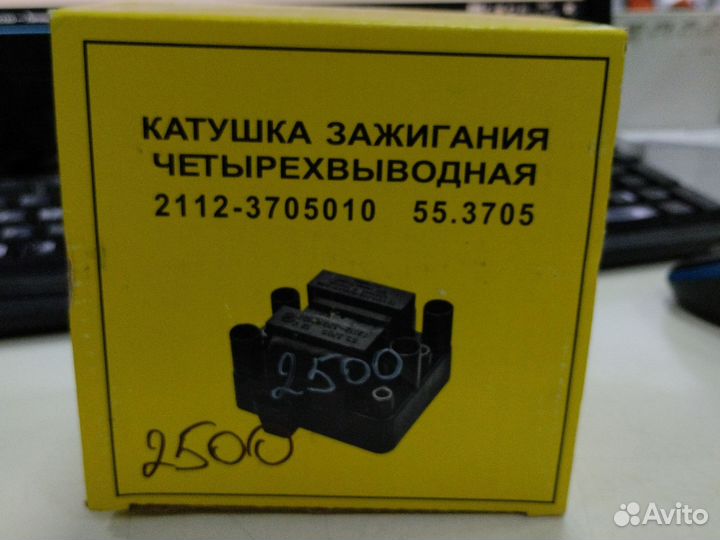 КАТУШКА ЗАЖИГАНИЯ
ЧЕТЫРЕХВЫВОДНАЯ
2112-3705010 55.3705
2500
2500
Avito